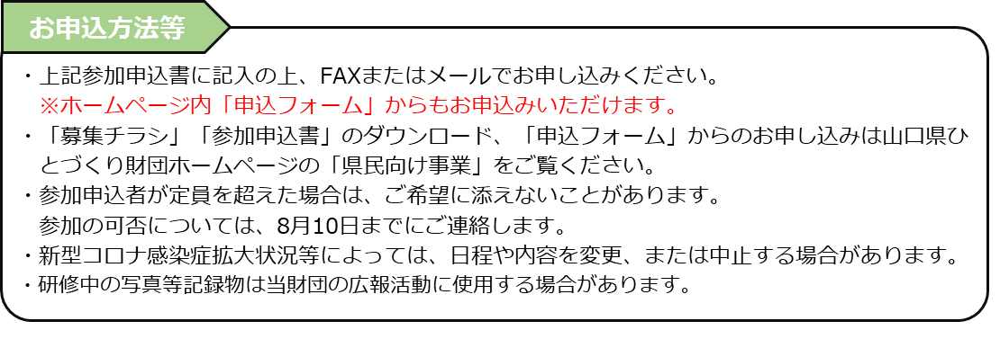 お申込方法等
・上記参加申込書に記入の上、FAXまたはメールでお申し込みください。
※ホームページ内「申込フォーム」からもお申込みいただけます。
・「募集チラシ」「参加申込書」のダウンロード、「申込フォーム」からのお申し込みは山口県ひ
とづくり財団ホームページの「県民向け事業」をご覧ください。
・参加申込者が定員を超えた場合は、ご希望に添えないことがあります。
参加の可否については、8月10日までにご連絡します。
・新型コロナ感染症拡大状況等によっては、日程や内容を変更、または中止する場合があります。
・研修中の写真等記録物は当財団の広報活動に使用する場合があります。